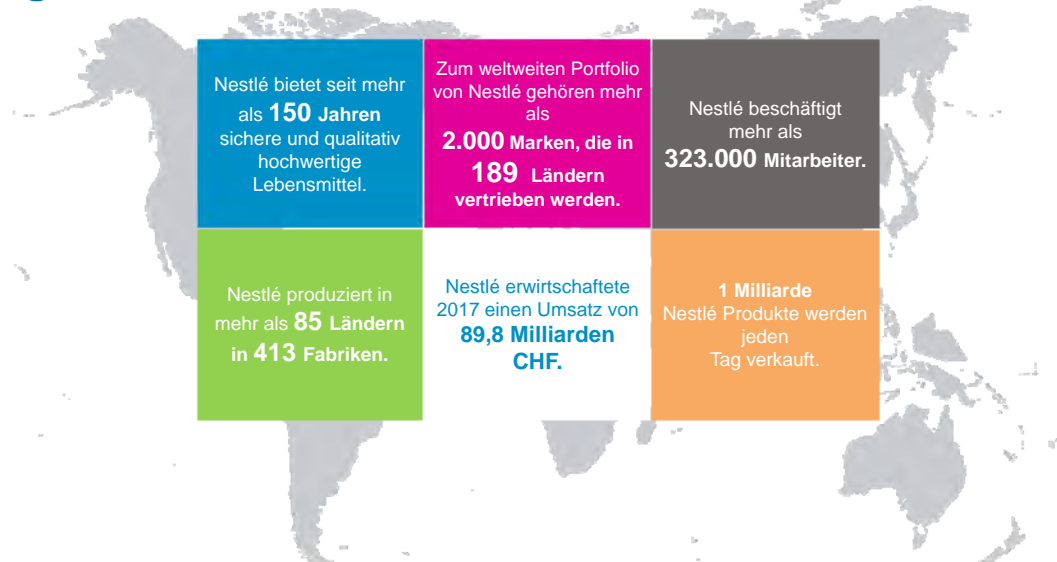 Nestlé bietet seit mehr
als 150 Jahren
sichere und qualitativ
hochwertige
Lebensmittel.
Zum weltweiten Portfolio
von Nestlé gehören mehr
als
2.000 Marken, die in
189 Ländern
vertrieben werden.
Nestlé beschäftigt
mehr als
323.000 Mitarbeiter.
Nestlé produziert in
mehr als 85 Ländern
in 413 Fabriken.
Nestlé erwirtschaftete
2017 einen Umsatz von
89,8 Milliarden
CHF.
1 Milliarde
Nestlé Produkte werden
jeden
Tag verkauft.